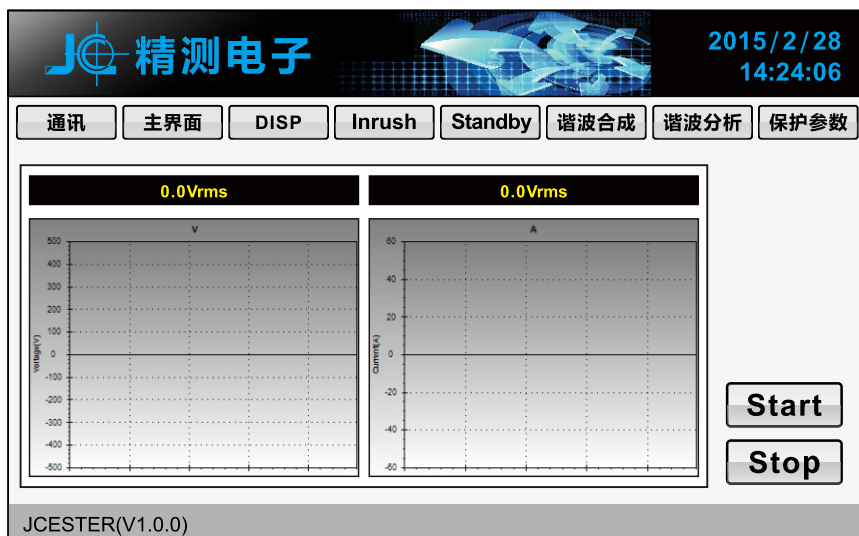 JC 精测电子
2015/2/28
14:24:06
通讯 主界面 DISP Inrush Standby 谐波合成 谐波分析 保护参数
0.0Vrms 0.0Vrms
V
500
400
300
200
100
0
-100
-200
-300
-400
-500
Voltage(V)
A
60
40
20
0
-20
-40
-60
Current(A)
Start
Stop
JCESTER(V1.0.0)